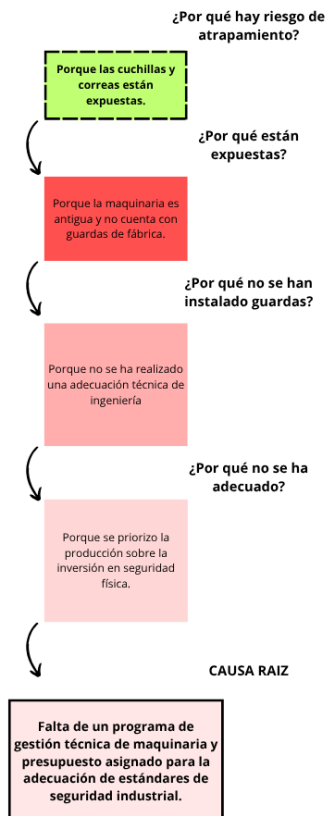 ¿Por qué hay riesgo de
atrapamiento?
Porque las cuchillas y
correas están
expuestas.
¿Por qué están
expuestas?
Porque la maquinaria es
antigua y no cuenta con
guardas de fábrica.
¿Por qué no se han
instalado guardas?
Porque no se ha realizado
una adecuación técnica de
ingeniería
¿Por qué no se ha
adecuado?
Porque se priorizo la
producción sobre la
inversión en seguridad
física.
CAUSA RAIZ
Falta de un programa de
gestión técnica de maquinaria y
presupuesto asignado para la
adecuación de estándares de
seguridad industrial.